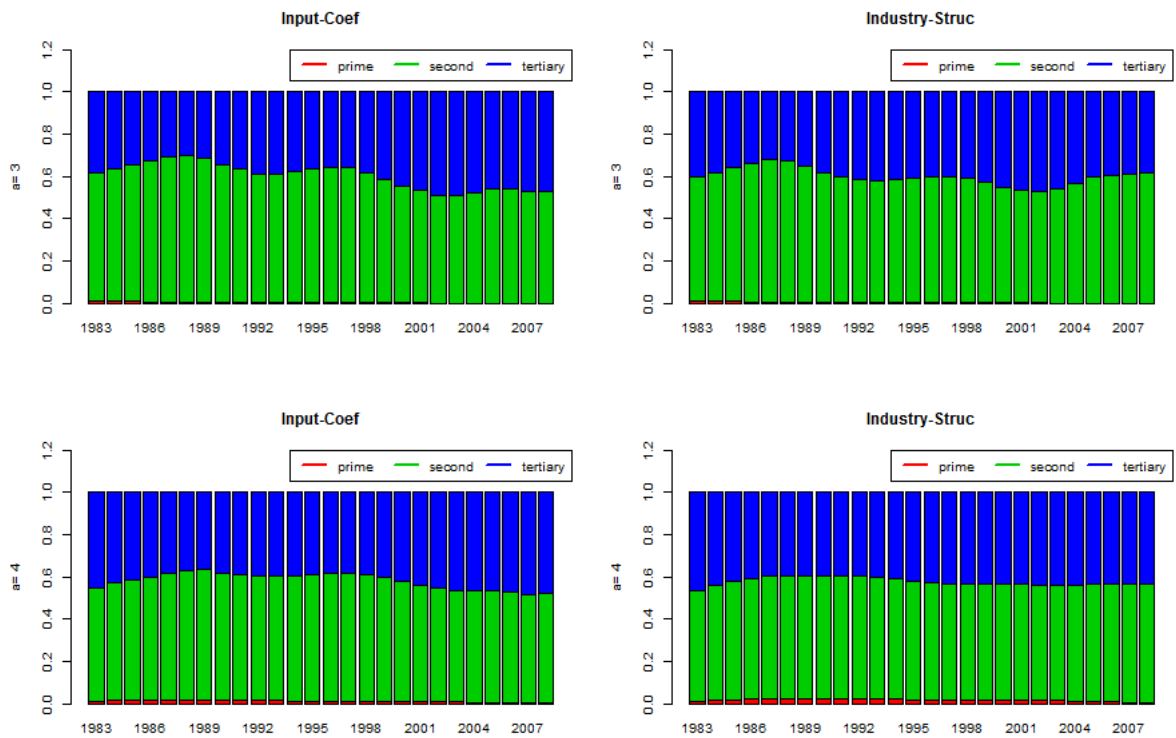 Input-Coef
prime second tertiary
a= 3
0.0 0.2 0.4 0.6 0.8 1.0 1.2
1983 1986 1989 1992 1995 1998 2001 2004 2007
Industry-Struc
prime second tertiary
a= 3
0.0 0.2 0.4 0.6 0.8 1.0 1.2
1983 1986 1989 1992 1995 1998 2001 2004 2007
Input-Coef
prime second tertiary
a= 4
0.0 0.2 0.4 0.6 0.8 1.0 1.2
1983 1986 1989 1992 1995 1998 2001 2004 2007
Industry-Struc
prime second tertiary
a= 4
0.0 0.2 0.4 0.6 0.8 1.0 1.2
1983 1986 1989 1992 1995 1998 2001 2004 2007